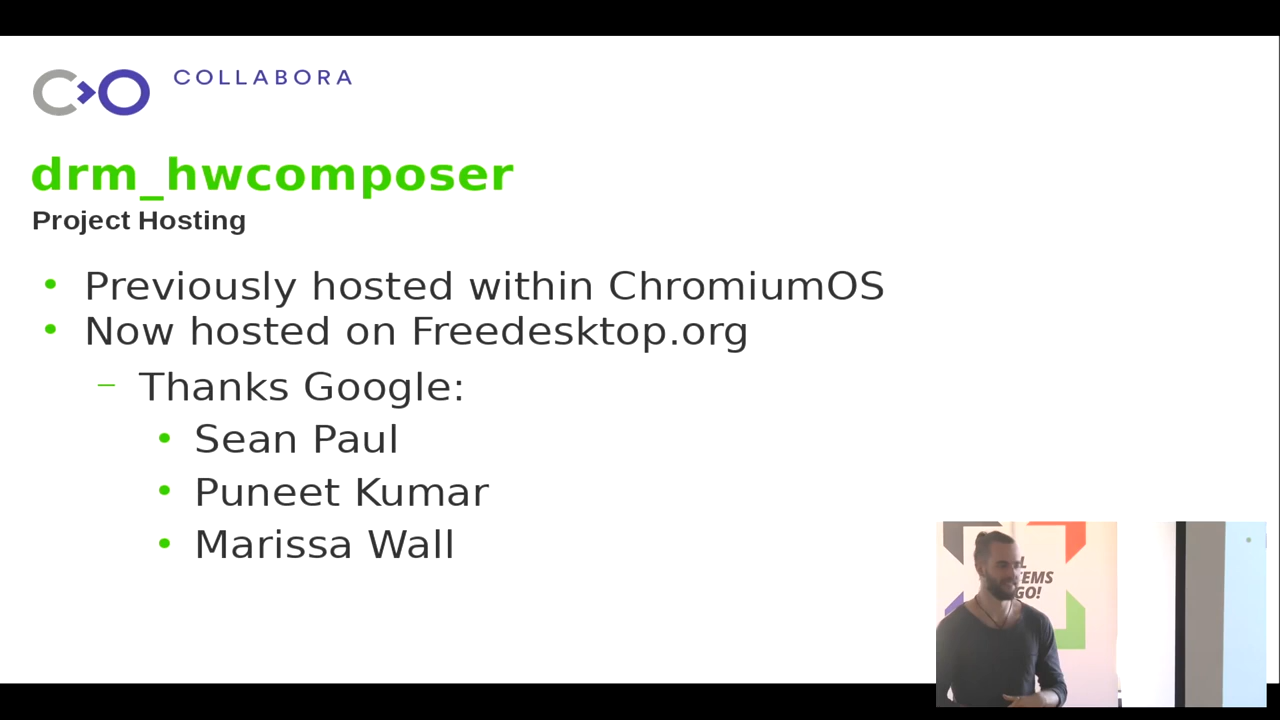 COLLABORA
drm_hwcomposer
Project Hosting
• Previously hosted within ChromiumOS
• Now hosted on Freedesktop.org
– Thanks Google:
• Sean Paul
• Puneet Kumar
• Marissa Wall
GO!